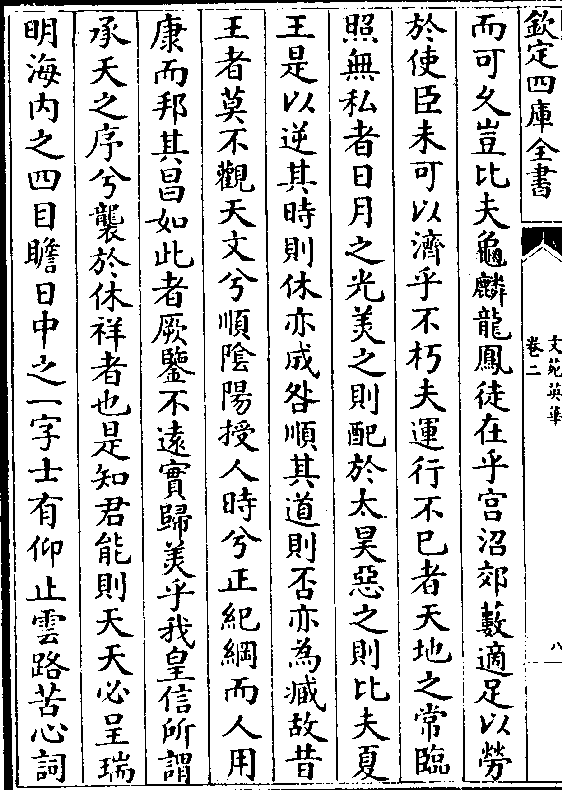 欽定四庫全書
文苑英華
卷二
八
而可久豈比夫龜麟龍鳳徒在乎宫沼郊藪適足以勞
於使臣未可以濟乎不朽夫運行不已者天地之常臨
照無私者日月之光美之則配於太昊惡之則比夫夏
王是以逆其時則休亦成咎順其道則否亦為臧故昔
王者莫不觀天文兮順陰陽授人時兮正紀綱而人用
康而邦其昌如此者厥鑒不逺實歸羙乎我皇信所謂
承天之序兮襲於休祥者也是知君能則天天必呈瑞
明海内之四目瞻日中之一字士有仰止雲路苦心詞